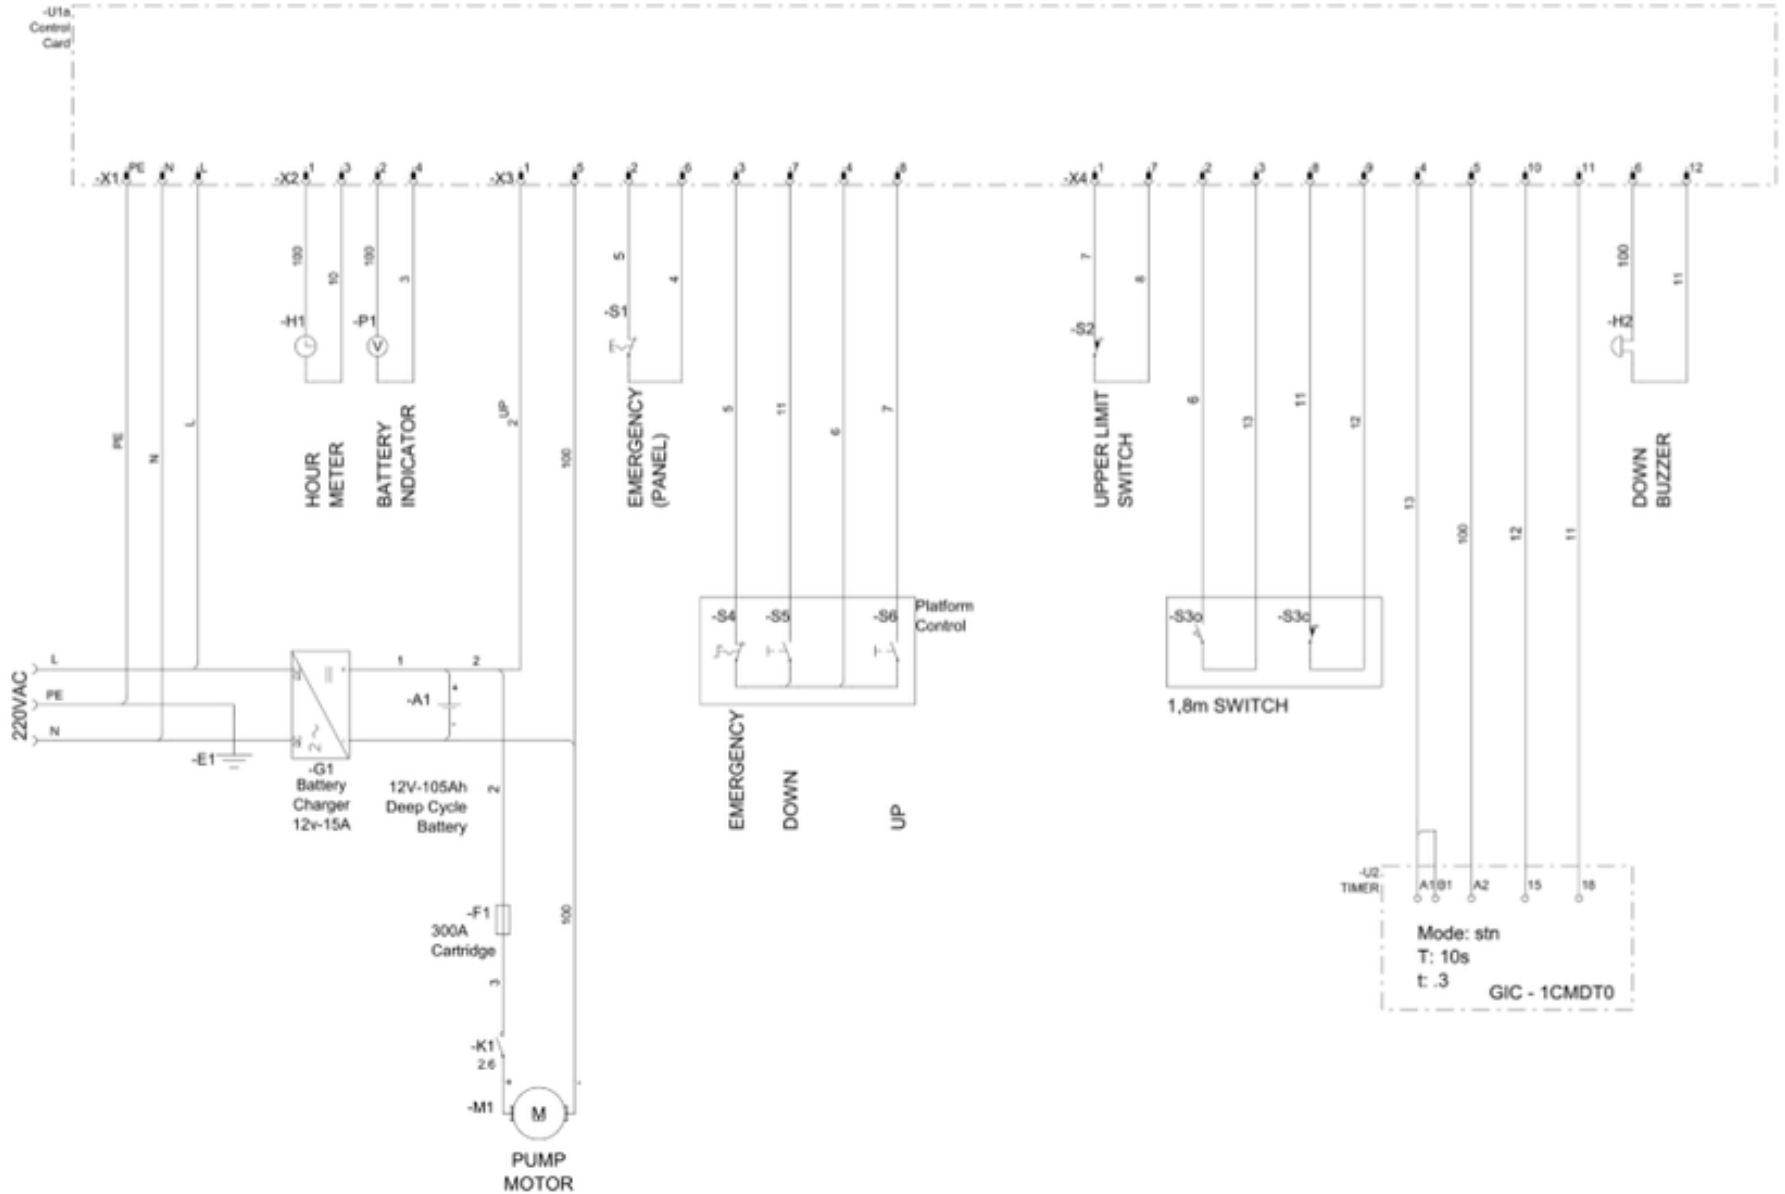 -U1a
Control
Card
-X1
PE
N
L
-X2
1
3
2
4
-X3
1
5
2
6
3
7
4
8
-X4
1
7
2
3
8
9
4
5
10
11
6
12
100
10
100
3
5
4
7
8
100
11
-H1
-P1
-S1
-S2
-H2
PE
N
L
HOUR
METER
BATTERY
INDICATOR
UP
2
100
EMERGENCY
(PANEL)
5
11
6
7
UPPER LIMIT
SWITCH
6
13
11
12
13
100
12
11
DOWN
BUZZER
-S4
-S5
-S6
Platform
Control
-S3o
-S3c
1,8m SWITCH
220VAC
L
PE
N
-E1
1
2
+
-A1
-
-G1
Battery
Charger
12v-15A
12V-105Ah
Deep Cycle
Battery
2
EMERGENCY
DOWN
UP
-U2
TIMER
A1
B1
A2
15
18
Mode: stn
T: 10s
t: .3
GIC - 1CMDT0
-F1
300A
Cartridge
100
3
-K1
2.6
+
-
-M1
M
PUMP
MOTOR
V
2~